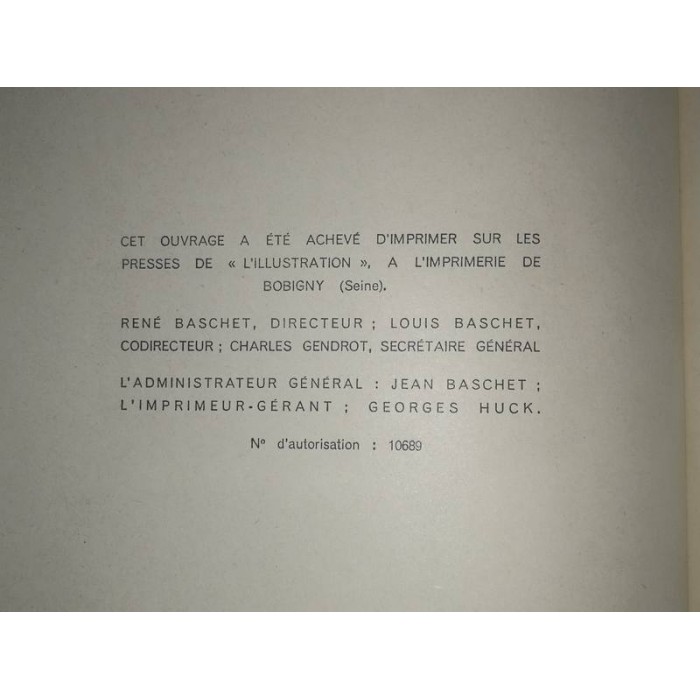 CET OUVRAGE A ÉTÉ ACHEVÉ D'IMPRIMER SUR LES
PRESSES DE « L'ILLUSTRATION », A L'IMPRIMERIE DE
BOBIGNY (Seine).
RENÉ BASCHET, DIRECTEUR ; LOUIS BASCHET,
CODIRECTEUR ; CHARLES GENDROT, SECRÉTAIRE GÉNÉRAL
L'ADMINISTRATEUR GÉNÉRAL : JEAN BASCHET ;
L'IMPRIMEUR-GÉRANT ; GEORGES HUCK.
Nº d'autorisation : 10689